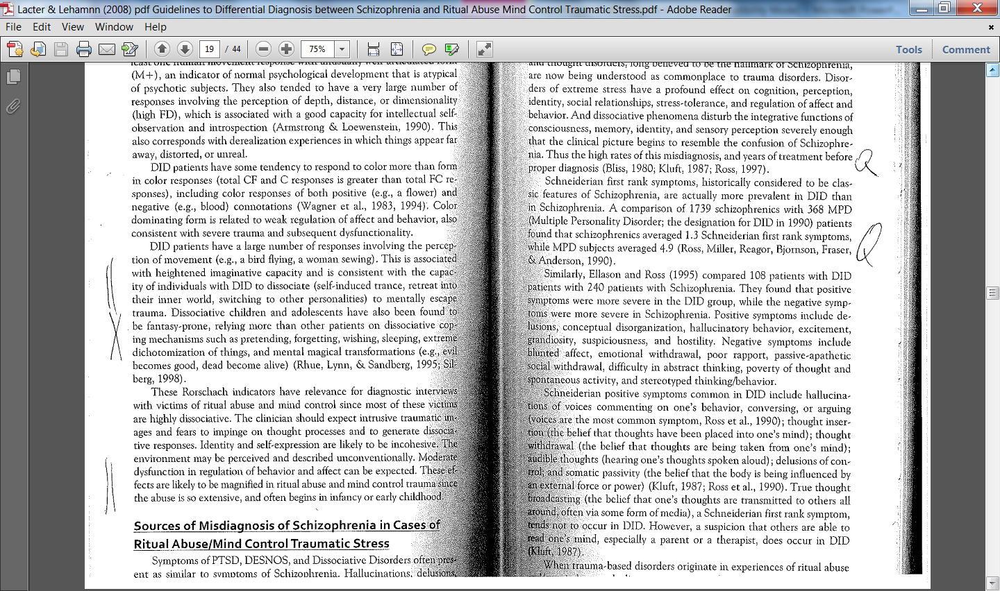 Lacter & Lehamnn (2008) pdf Guidelines to Differential Diagnosis between Schizophrenia and Ritual Abuse Mind Control Traumatic Stress.pdf - Adobe Reader
File Edit View Window Help
19 / 44 75% Tools Comment
least one human movement response with unusually well articulated form
(M+), an indicator of normal psychological development that is atypical
of psychotic subjects. They also tended to have a very large number of
responses involving the perception of depth, distance, or dimensionality
(high FD), which is associated with a good capacity for intellectual self-
observation and introspection (Armstrong & Loewenstein, 1990). This
also corresponds with derealization experiences in which things appear far
away, distorted, or unreal.
DID patients have some tendency to respond to color more than form
in color responses (total CF and C responses is greater than total FC re-
sponses), including color responses of both positive (e.g., a flower) and
negative (e.g., blood) connotations (Wagner et al., 1983, 1994). Color
dominating form is related to weak regulation of affect and behavior, also
consistent with severe trauma and subsequent dysfunctionality.
DID patients have a large number of responses involving the percep-
tion of movement (e.g., a bird flying, a woman sewing). This is associated
with heightened imaginative capacity and is consistent with the capac-
ity of individuals with DID to dissociate (self-induced trance, retreat into
their inner world, switching to other personalities) to mentally escape
trauma. Dissociative children and adolescents have also been found to
be fantasy-prone, relying more than other patients on dissociative cop-
ing mechanisms such as pretending, forgetting, wishing, sleeping, extreme
dichotomization of things, and mental magical transformations (e.g., evil
becomes good, dead become alive) (Rhue, Lynn, & Sandberg, 1995; Sil-
berg, 1998).
These Rorschach indicators have relevance for diagnostic interviews
with victims of ritual abuse and mind control since most of these victims
are highly dissociative. The clinician should expect intrusive traumatic im-
ages and fears to impinge on thought processes and to generate dissocia-
tive responses. Identity and self-expression are likely to be incohesive. The
environment may be perceived and described unconventionally. Moderate
dysfunction in regulation of behavior and affect can be expected. These ef-
fects are likely to be magnified in ritual abuse and mind control trauma since
the abuse is so extensive, and often begins in infancy or early childhood.
Sources of Misdiagnosis of Schizophrenia in Cases of
Ritual Abuse/Mind Control Traumatic Stress
Symptoms of PTSD, DESNOS, and Dissociative Disorders often pres-
ent as similar to symptoms of Schizophrenia. Hallucinations, delusions,
and thought disorders, long believed to be the hallmark of Schizophrenia,
are now being understood as commonplace to trauma disorders. Disor-
ders of extreme stress have a profound effect on cognition, perception,
identity, social relationships, stress-tolerance, and regulation of affect and
behavior. And dissociative phenomena disturb the integrative functions of
consciousness, memory, identity, and sensory perception severely enough
that the clinical picture begins to resemble the confusion of Schizophre-
nia. Thus the high rates of this misdiagnosis, and years of treatment before
proper diagnosis (Bliss, 1980; Kluft, 1987; Ross, 1997).
Q
Schneiderian first rank symptoms, historically considered to be clas-
sic features of Schizophrenia, are actually more prevalent in DID than
in Schizophrenia. A comparison of 1739 schizophrenics with 368 MPD
(Multiple Personality Disorder; the designation for DID in 1990) patients
found that schizophrenics averaged 1.3 Schneiderian first rank symptoms,
while MPD subjects averaged 4.9 (Ross, Miller, Reagor, Bjornson, Fraser,
& Anderson, 1990).
Q
Similarly, Ellason and Ross (1995) compared 108 patients with DID
patients with 240 patients with Schizophrenia. They found that positive
symptoms were more severe in the DID group, while the negative symp-
toms were more severe in Schizophrenia. Positive symptoms include de-
lusions, conceptual disorganization, hallucinatory behavior, excitement,
grandiosity, suspiciousness, and hostility. Negative symptoms include
blunted affect, emotional withdrawal, poor rapport, passive-apathetic
social withdrawal, difficulty in abstract thinking, poverty of thought and
spontaneous activity, and stereotyped thinking/behavior.
Schneiderian positive symptoms common in DID include hallucina-
tions of voices commenting on one's behavior, conversing, or arguing
(voices are the most common symptom, Ross et al., 1990); thought inser-
tion (the belief that thoughts have been placed into one's mind); thought
withdrawal (the belief that thoughts are being taken from one's mind);
audible thoughts (hearing one's thoughts spoken aloud); delusions of con-
trol; and somatic passivity (the belief that the body is being influenced by
an external force or power) (Kluft, 1987; Ross et al., 1990). True thought
broadcasting (the belief that one's thoughts are transmitted to others all
around, often via some form of media), a Schneiderian first rank symptom,
tends not to occur in DID. However, a suspicion that others are able to
read one's mind, especially a parent or a therapist, does occur in DID
(Kluft, 1987).
When trauma-based disorders originate in experiences of ritual abuse